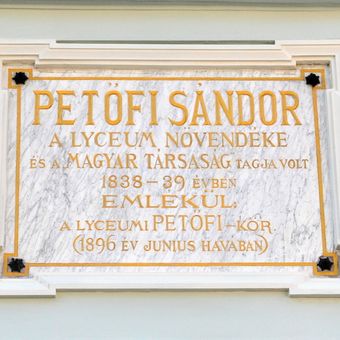 PETŐFI SÁNDOR
A LYCEUM NÖVENDÉKE
ÉS A MAGYAR TÁRSASÁG TAGJA VOLT
1838-39 ÉVBEN
EMLÉKÜL:
A LYCEUMI PETŐFI-KÖR.
(1896 ÉV JUNIUS HAVÁBAN)